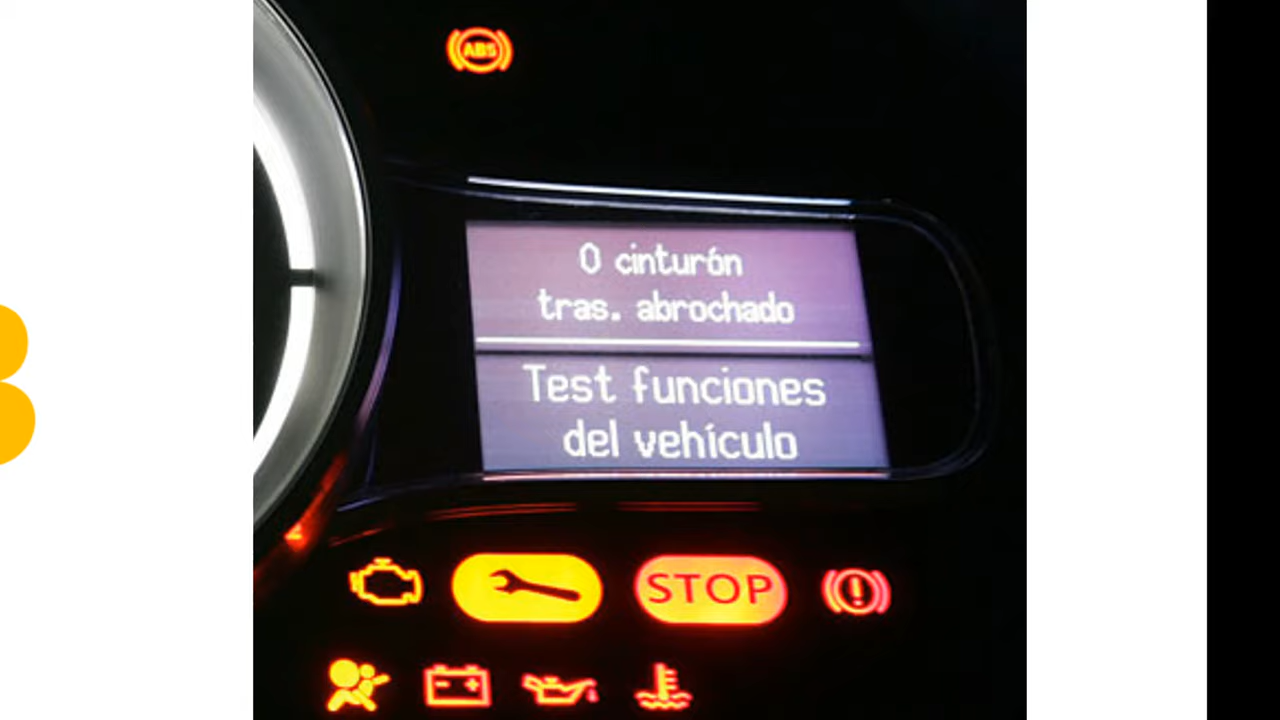 ABS
0 cinturón
tras. abrochado
Test funciones
del vehículo
STOP